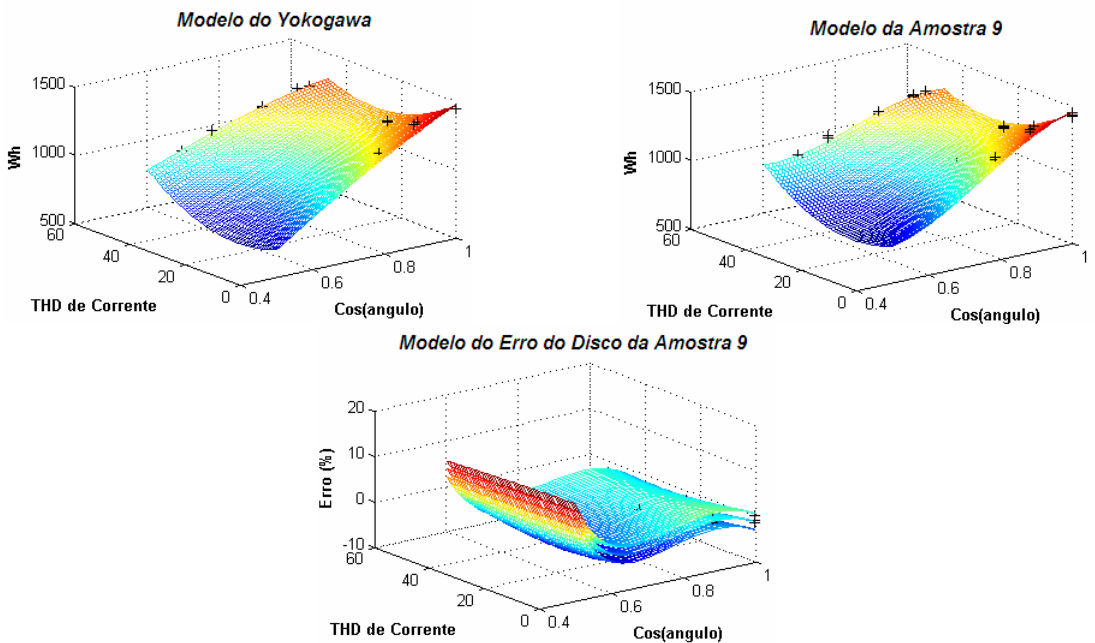 Modelo do Yokogawa
1500
1000
500
Wh
60
40
20
0
THD de Corrente
0.4
0.6
0.8
1
Cos(angulo)
Modelo da Amostra 9
1500
1000
500
Wh
60
40
20
0
THD de Corrente
0.4
0.6
0.8
1
Cos(angulo)
Modelo do Erro do Disco da Amostra 9
20
10
0
-10
Erro (%)
60
40
20
0
THD de Corrente
0.4
0.6
0.8
1
Cos(angulo)